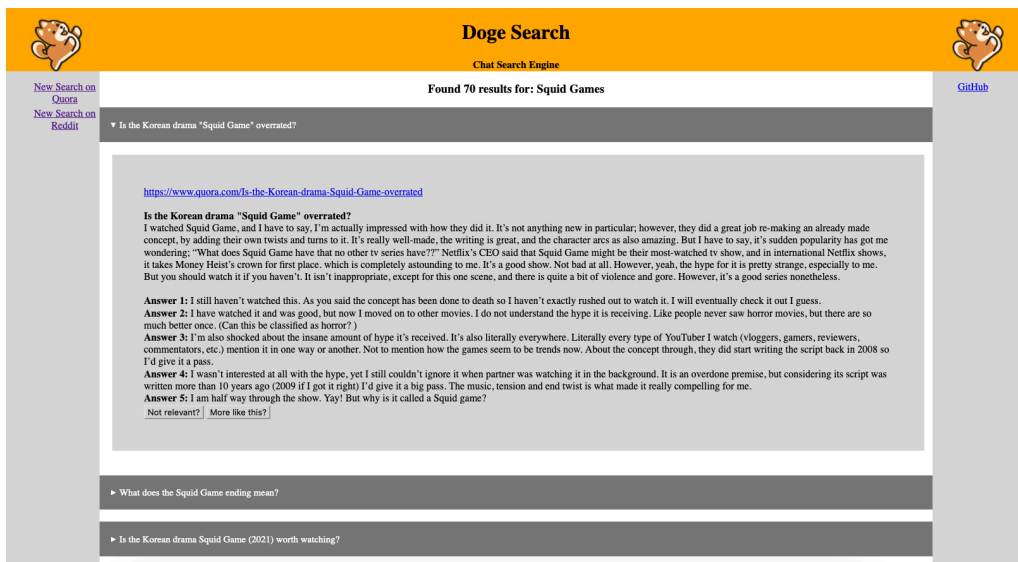 Doge Search
Chat Search Engine
New Search on
Quora
New Search on
Reddit
GitHub
Found 70 results for: Squid Games
▾ Is the Korean drama "Squid Game" overrated?
https://www.quora.com/Is-the-Korean-drama-Squid-Game-overrated
Is the Korean drama "Squid Game" overrated?
I watched Squid Game, and I have to say, I’m actually impressed with how they did it. It’s not anything new in particular; however, they did a great job re-making an already made
concept, by adding their own twists and turns to it. It’s really well-made, the writing is great, and the character arcs as also amazing. But I have to say, it’s sudden popularity has got me
wondering; “What does Squid Game have that no other tv series have??” Netflix’s CEO said that Squid Game might be their most-watched tv show, and in international Netflix shows,
it takes Money Heist’s crown for first place. which is completely astounding to me. It’s a good show. Not bad at all. However, yeah, the hype for it is pretty strange, especially to me.
But you should watch it if you haven’t. It isn’t inappropriate, except for this one scene, and there is quite a bit of violence and gore. However, it’s a good series nonetheless.
Answer 1: I still haven’t watched this. As you said the concept has been done to death so I haven’t exactly rushed out to watch it. I will eventually check it out I guess.
Answer 2: I have watched it and was good, but now I moved on to other movies. I do not understand the hype it is receiving. Like people never saw horror movies, but there are so
much better once. (Can this be classified as horror? )
Answer 3: I’m also shocked about the insane amount of hype it’s received. It’s also literally everywhere. Literally every type of YouTuber I watch (vloggers, gamers, reviewers,
commentators, etc.) mention it in one way or another. Not to mention how the games seem to be trends now. About the concept through, they did start writing the script back in 2008 so
I’d give it a pass.
Answer 4: I wasn’t interested at all with the hype, yet I still couldn’t ignore it when partner was watching it in the background. It is an overdone premise, but considering its script was
written more than 10 years ago (2009 if I got it right) I’d give it a big pass. The music, tension and end twist is what made it really compelling for me.
Answer 5: I am half way through the show. Yay! But why is it called a Squid game?
Not relevant? More like this?
▸ What does the Squid Game ending mean?
▸ Is the Korean drama Squid Game (2021) worth watching?